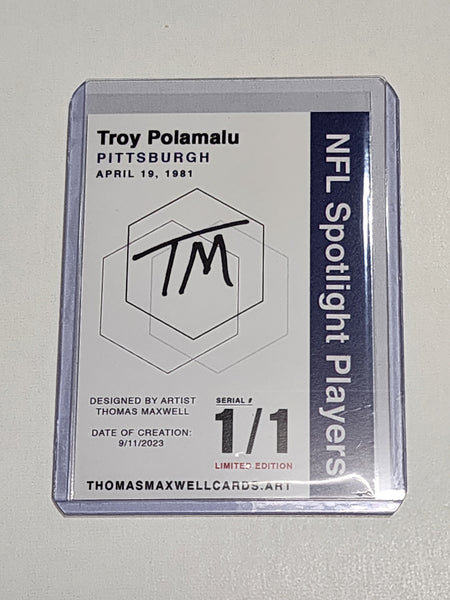 Troy Polamalu
PITTSBURGH
APRIL 19, 1981
NFL Spotlight Players
TM
DESIGNED BY ARTIST
THOMAS MAXWELL
DATE OF CREATION:
9/11/2023
SERIAL #
1/1
LIMITED EDITION
THOMASMAXWELLCARDS.ART